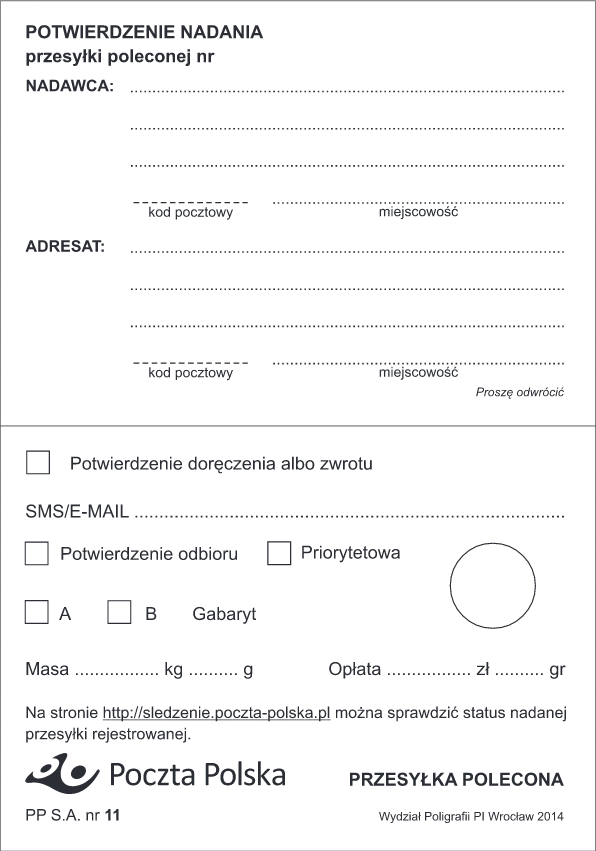 POTWIERDZENIE NADANIA
przesyłki poleconej nr
NADAWCA: ....................
....................
....................
_ _ _ _ _ _ ....................
kod pocztowy miejscowość
ADRESAT: ....................
....................
....................
_ _ _ _ _ _ ....................
kod pocztowy miejscowość
Proszę odwrócić
Potwierdzenie doręczenia albo zwrotu
SMS/E-MAIL ....................
Potwierdzenie odbioru Priorytetowa
A B Gabaryt
Masa ................. kg .......... g Opłata ................. zł .......... gr
Na stronie http://sledzenie.poczta-polska.pl można sprawdzić status nadanej
przesyłki rejestrowanej.
Poczta Polska PRZESYŁKA POLECONA
PP S.A. nr 11 Wydział Poligrafii PI Wrocław 2014